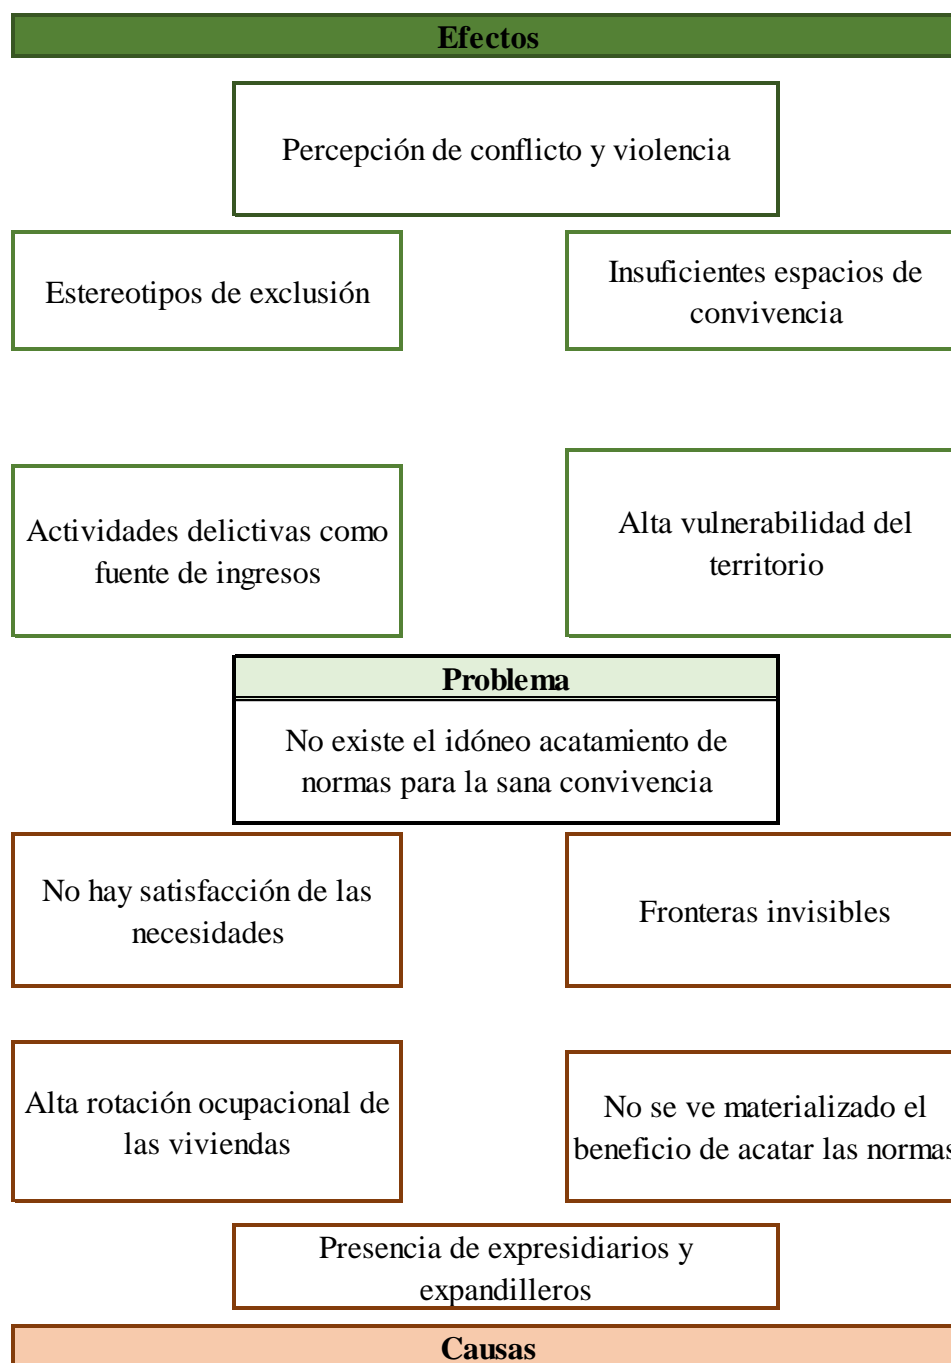 Efectos
Percepción de conflicto y violencia
Estereotipos de exclusión
Insuficientes espacios de
convivencia
Actividades delictivas como
fuente de ingresos
Alta vulnerabilidad del
territorio
Problema
No existe el idóneo acatamiento de
normas para la sana convivencia
No hay satisfacción de las
necesidades
Fronteras invisibles
Alta rotación ocupacional de
las viviendas
No se ve materializado el
beneficio de acatar las normas
Presencia de expresidiarios y
expandilleros
Causas